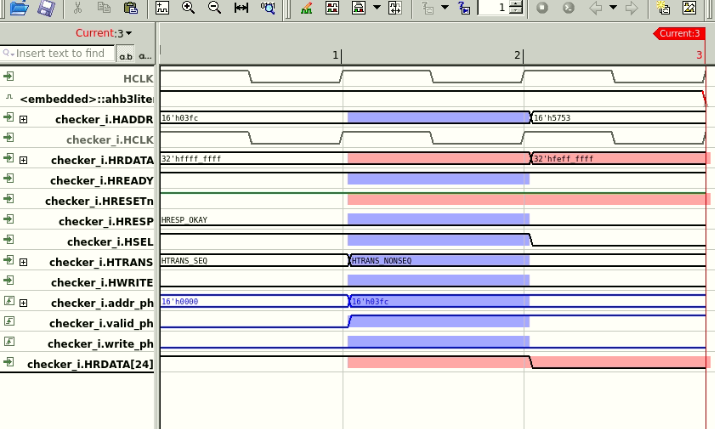 1
Current:3
Current:3
Insert text to find
a.b
a...
1
2
3
HCLK
<embedded>::ahb3lite
checker_i.HADDR
16'h03fc
16'h5753
checker_i.HCLK
checker_i.HRDATA
32'hffff_ffff
32'hfeff_ffff
checker_i.HREADY
checker_i.HRESETn
checker_i.HRESP
HRESP_OKAY
checker_i.HSEL
checker_i.HTRANS
HTRANS_SEQ
HTRANS_NONSEQ
checker_i.HWRITE
checker_i.addr_ph
16'h0000
16'h03fc
checker_i.valid_ph
checker_i.write_ph
checker_i.HRDATA[24]